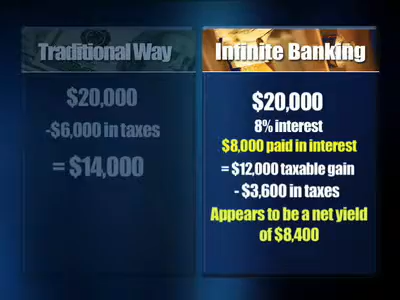 Traditional Way
$20,000
-$6,000 in taxes
= $14,000
Infinite Banking
$20,000
8% interest
$8,000 paid in interest
= $12,000 taxable gain
- $3,600 in taxes
Appears to be a net yield
of $8,400